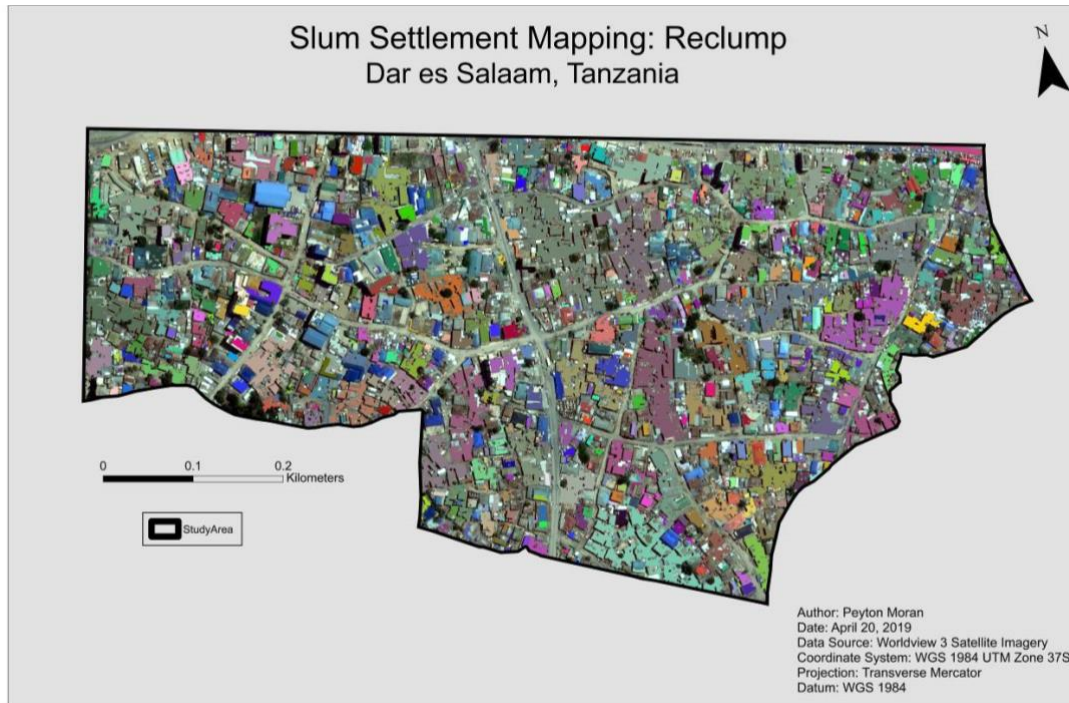 Slum Settlement Mapping: Reclump
Dar es Salaam, Tanzania
N
0 0.1 0.2
Kilometers
StudyArea
Author: Peyton Moran
Date: April 20, 2019
Data Source: Worldview 3 Satellite Imagery
Coordinate System: WGS 1984 UTM Zone 37S
Projection: Transverse Mercator
Datum: WGS 1984